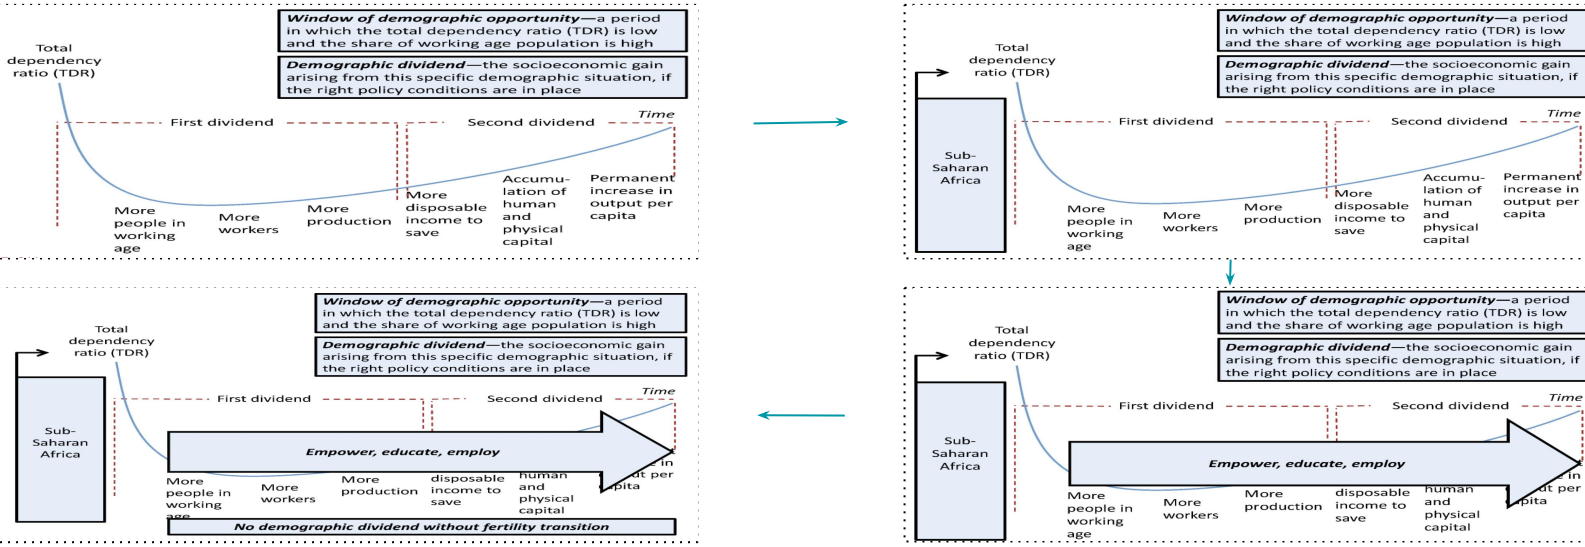 Window of demographic opportunity—a period
in which the total dependency ratio (TDR) is low
and the share of working age population is high
Demographic dividend—the socioeconomic gain
arising from this specific demographic situation, if
the right policy conditions are in place
Total
dependency
ratio (TDR)
Time
First dividend
Second dividend
More
people in
working
age
More
workers
More
production
More
disposable
income to
save
Accumu-
lation of
human
and
physical
capital
Permanent
increase in
output per
capita
Window of demographic opportunity—a period
in which the total dependency ratio (TDR) is low
and the share of working age population is high
Demographic dividend—the socioeconomic gain
arising from this specific demographic situation, if
the right policy conditions are in place
Total
dependency
ratio (TDR)
Time
First dividend
Second dividend
Sub-
Saharan
Africa
More
people in
working
age
More
workers
More
production
More
disposable
income to
save
Accumu-
lation of
human
and
physical
capital
Permanent
increase in
output per
capita
Window of demographic opportunity—a period
in which the total dependency ratio (TDR) is low
and the share of working age population is high
Demographic dividend—the socioeconomic gain
arising from this specific demographic situation, if
the right policy conditions are in place
Total
dependency
ratio (TDR)
Time
First dividend
Second dividend
Sub-
Saharan
Africa
Empower, educate, employ
More
people in
working
age
More
workers
More
production
disposable
income to
save
human
and
physical
capital
in
per
No demographic dividend without fertility transition
Window of demographic opportunity—a period
in which the total dependency ratio (TDR) is low
and the share of working age population is high
Demographic dividend—the socioeconomic gain
arising from this specific demographic situation, if
the right policy conditions are in place
Total
dependency
ratio (TDR)
Time
First dividend
Second dividend
Sub-
Saharan
Africa
Empower, educate, employ
More
people in
working
age
More
workers
More
production
disposable
income to
save
human
and
physical
capital
in
per